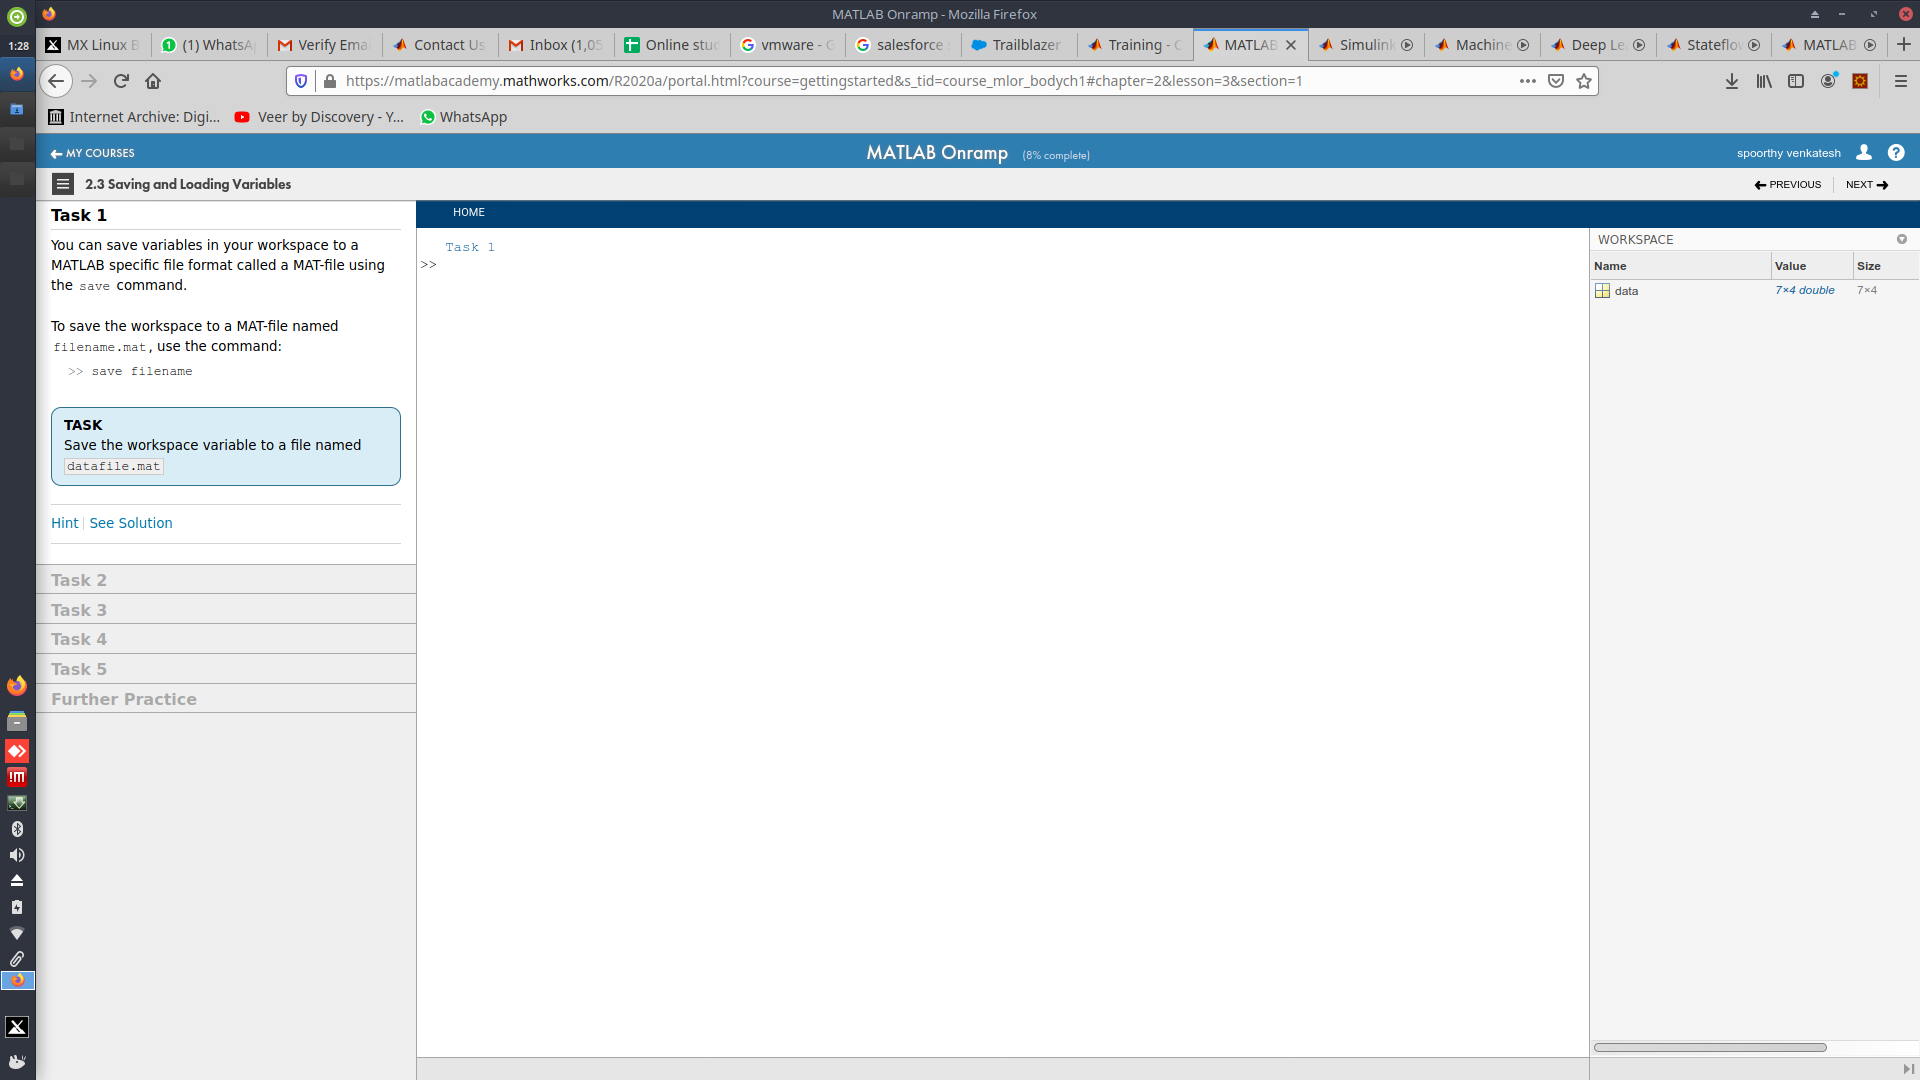 MATLAB Onramp - Mozilla Firefox
1:28
MX Linux
(1) WhatsA
Verify Emai
Contact Us
Inbox (1,05
Online stud
vmware - G
salesforce
Trailblazer
Training - C
MATLAB
Simulink
Machine
Deep Le
Stateflow
MATLAB
https://matlabacademy.mathworks.com/R2020a/portal.html?course=gettingstarted&s_tid=course_mlor_bodych1#chapter=2&lesson=3&section=1
Internet Archive: Digi...
Veer by Discovery - Y...
WhatsApp
MY COURSES
MATLAB Onramp (8% complete)
spoorthy venkatesh
2.3 Saving and Loading Variables
PREVIOUS
NEXT
Task 1
You can save variables in your workspace to a
MATLAB specific file format called a MAT-file using
the save command.
To save the workspace to a MAT-file named
filename.mat, use the command:
>> save filename
TASK
Save the workspace variable to a file named
datafile.mat
Hint | See Solution
Task 2
Task 3
Task 4
Task 5
Further Practice
HOME
Task 1
>>
WORKSPACE
Name Value Size
data 7×4 double 7×4